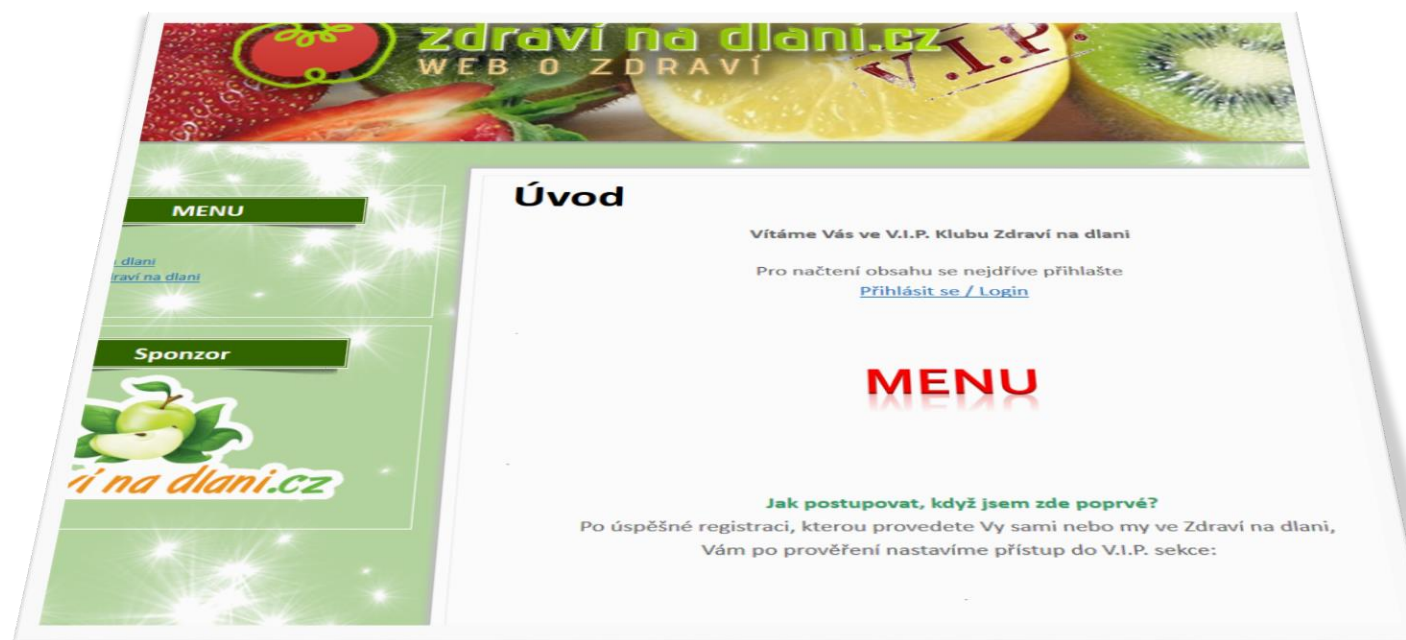 zdraví na dlani.cz
WEB O ZDRAVÍ
V.I.P.
MENU
dlani
na dlani
Sponzor
na dlani.cz
Úvod
Vítáme Vás ve V.I.P. Klubu Zdraví na dlani
Pro načtení obsahu se nejdříve přihlašte
Přihlásit se / Login
MENU
Jak postupovat, když jsem zde poprvé?
Po úspěšné registraci, kterou provedete Vy sami nebo my ve Zdraví na dlani,
Vám po prověření nastavíme přístup do V.I.P. sekce: